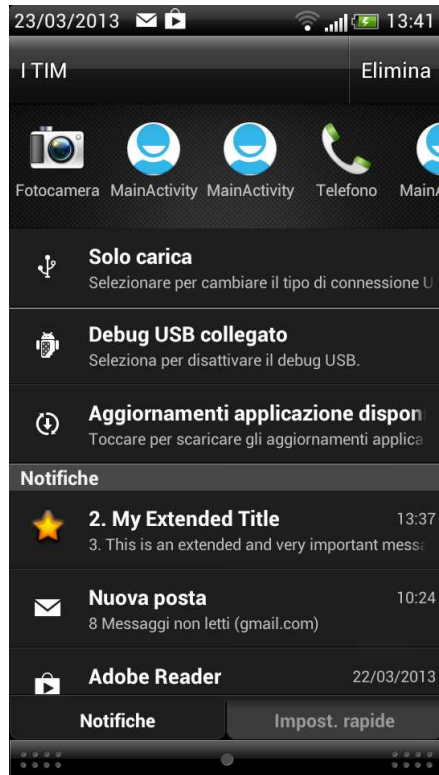 23/03/2013 13:41
I TIM Elimina
Fotocamera MainActivity MainActivity Telefono Main
Solo carica
Selezionare per cambiare il tipo di connessione U
Debug USB collegato
Seleziona per disattivare il debug USB.
Aggiornamenti applicazione disponi
Toccare per scaricare gli aggiornamenti applica
Notifiche
2. My Extended Title 13:37
3. This is an extended and very important messa
Nuova posta 10:24
8 Messaggi non letti (gmail.com)
Adobe Reader 22/03/2013
Notifiche Impost. rapide